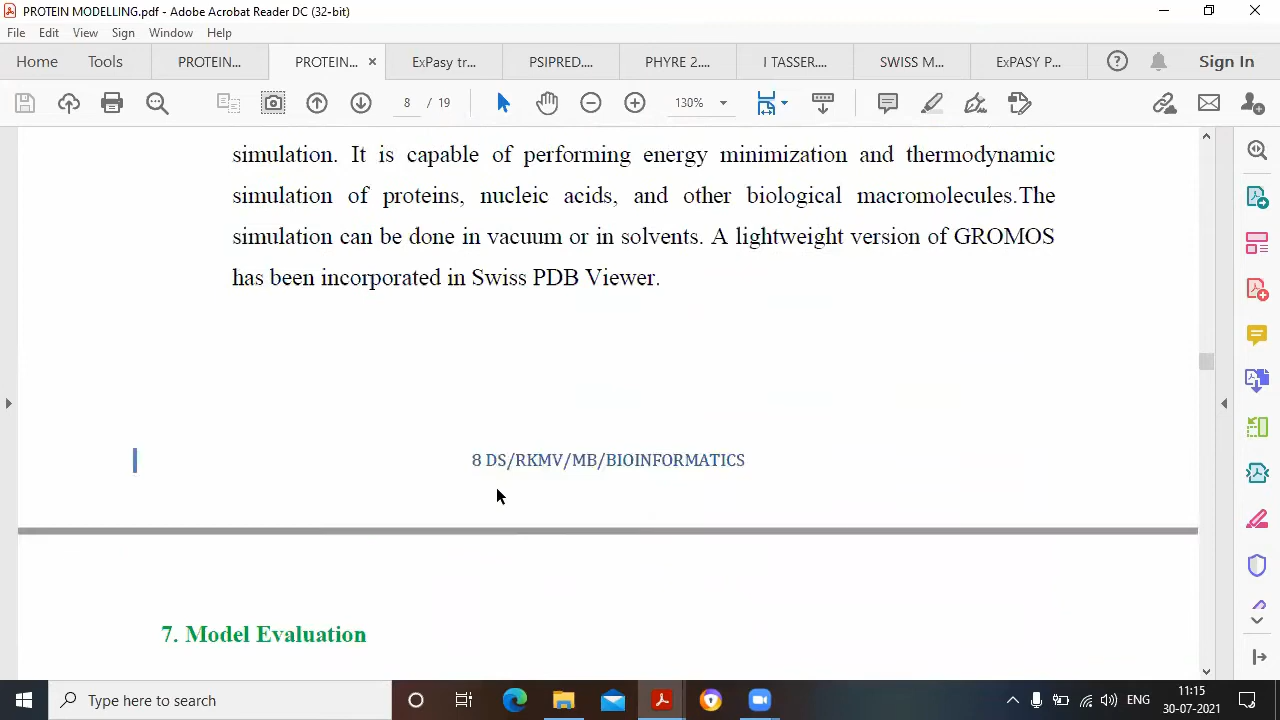 PROTEIN MODELLING.pdf - Adobe Acrobat Reader DC (32-bit)
File Edit View Sign Window Help
Home Tools PROTEIN... PROTEIN... × ExPasy tr... PSIPRED.... PHYRE 2.... I TASSER.... SWISS M... ExPASY P... Sign In
8 / 19 130%
simulation. It is capable of performing energy minimization and thermodynamic
simulation of proteins, nucleic acids, and other biological macromolecules.The
simulation can be done in vacuum or in solvents. A lightweight version of GROMOS
has been incorporated in Swiss PDB Viewer.
8 DS/RKMV/MB/BIOINFORMATICS
7. Model Evaluation
Type here to search
ENG
11:15
30-07-2021